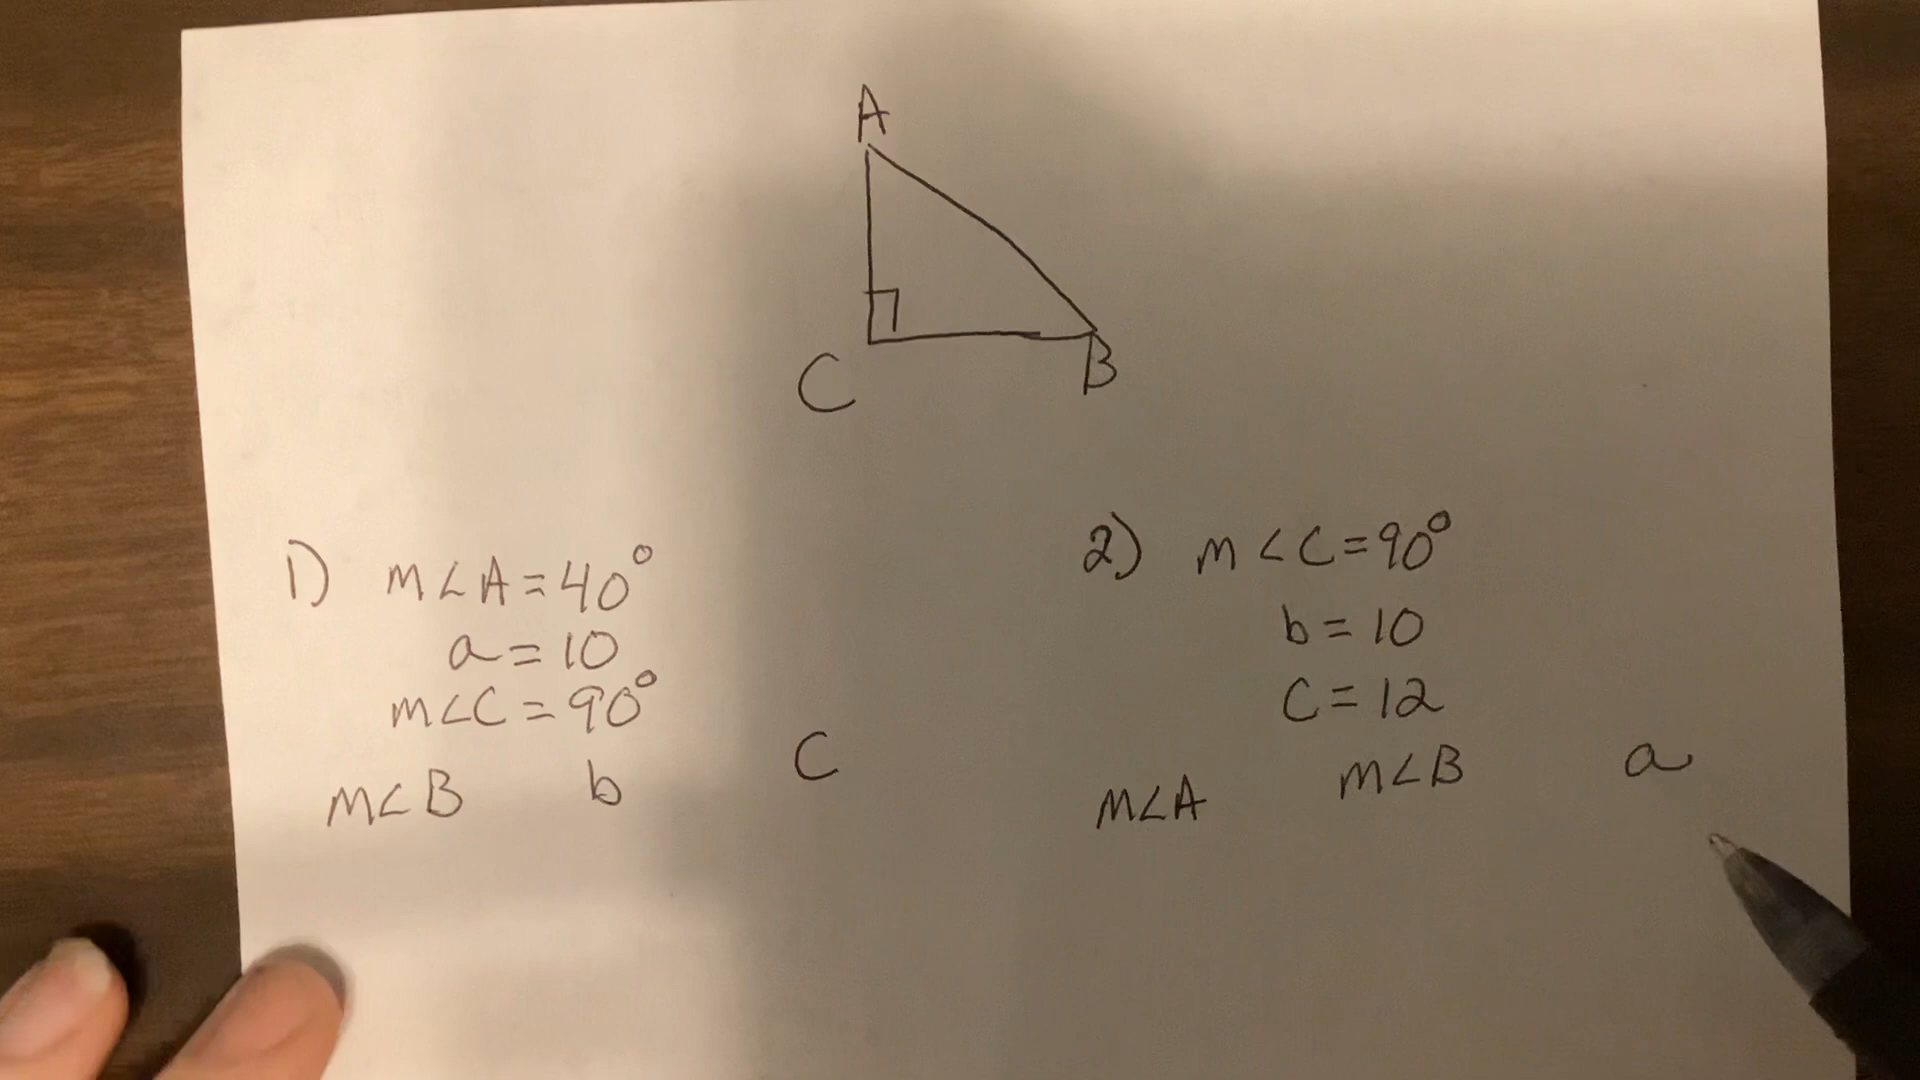 A
C
B
1) m∠A=40°
a=10
m∠C=90°
m∠B b C
2) m∠C=90°
b=10
C=12
m∠A m∠B a